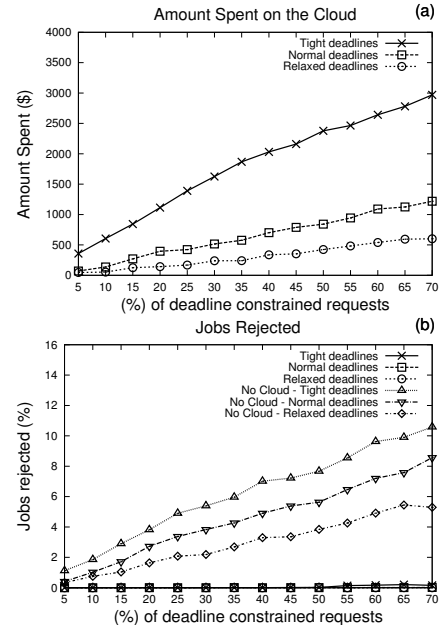 Amount Spent on the Cloud
(a)
4000
3500
3000
2500
2000
1500
1000
500
0
Amount Spent ($)
Tight deadlines
Normal deadlines
Relaxed deadlines
5 10 15 20 25 30 35 40 45 50 55 60 65 70
(%) of deadline constrained requests
Jobs Rejected
(b)
16
14
12
10
8
6
4
2
0
Jobs rejected (%)
Tight deadlines
Normal deadlines
Relaxed deadlines
No Cloud - Tight deadlines
No Cloud - Normal deadlines
No Cloud - Relaxed deadlines
5 10 15 20 25 30 35 40 45 50 55 60 65 70
(%) of deadline constrained requests